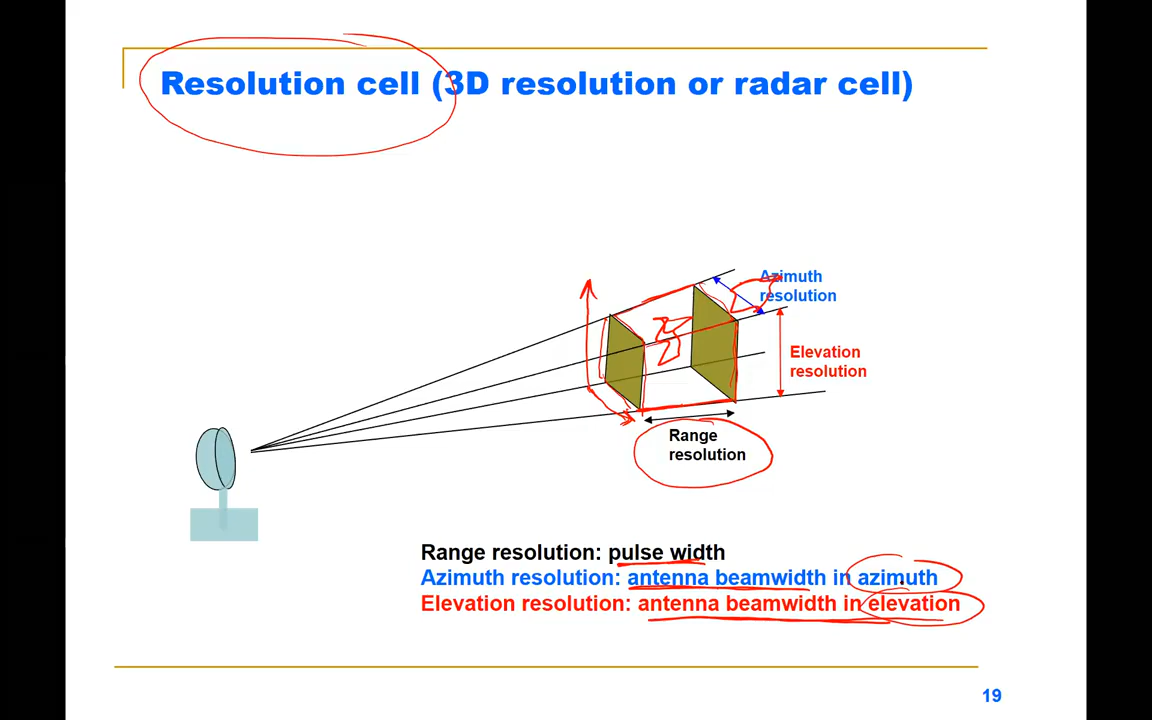 Resolution cell (3D resolution or radar cell)
Azimuth
resolution
Elevation
resolution
Range
resolution
Range resolution: pulse width
Azimuth resolution: antenna beamwidth in azimuth
Elevation resolution: antenna beamwidth in elevation
19